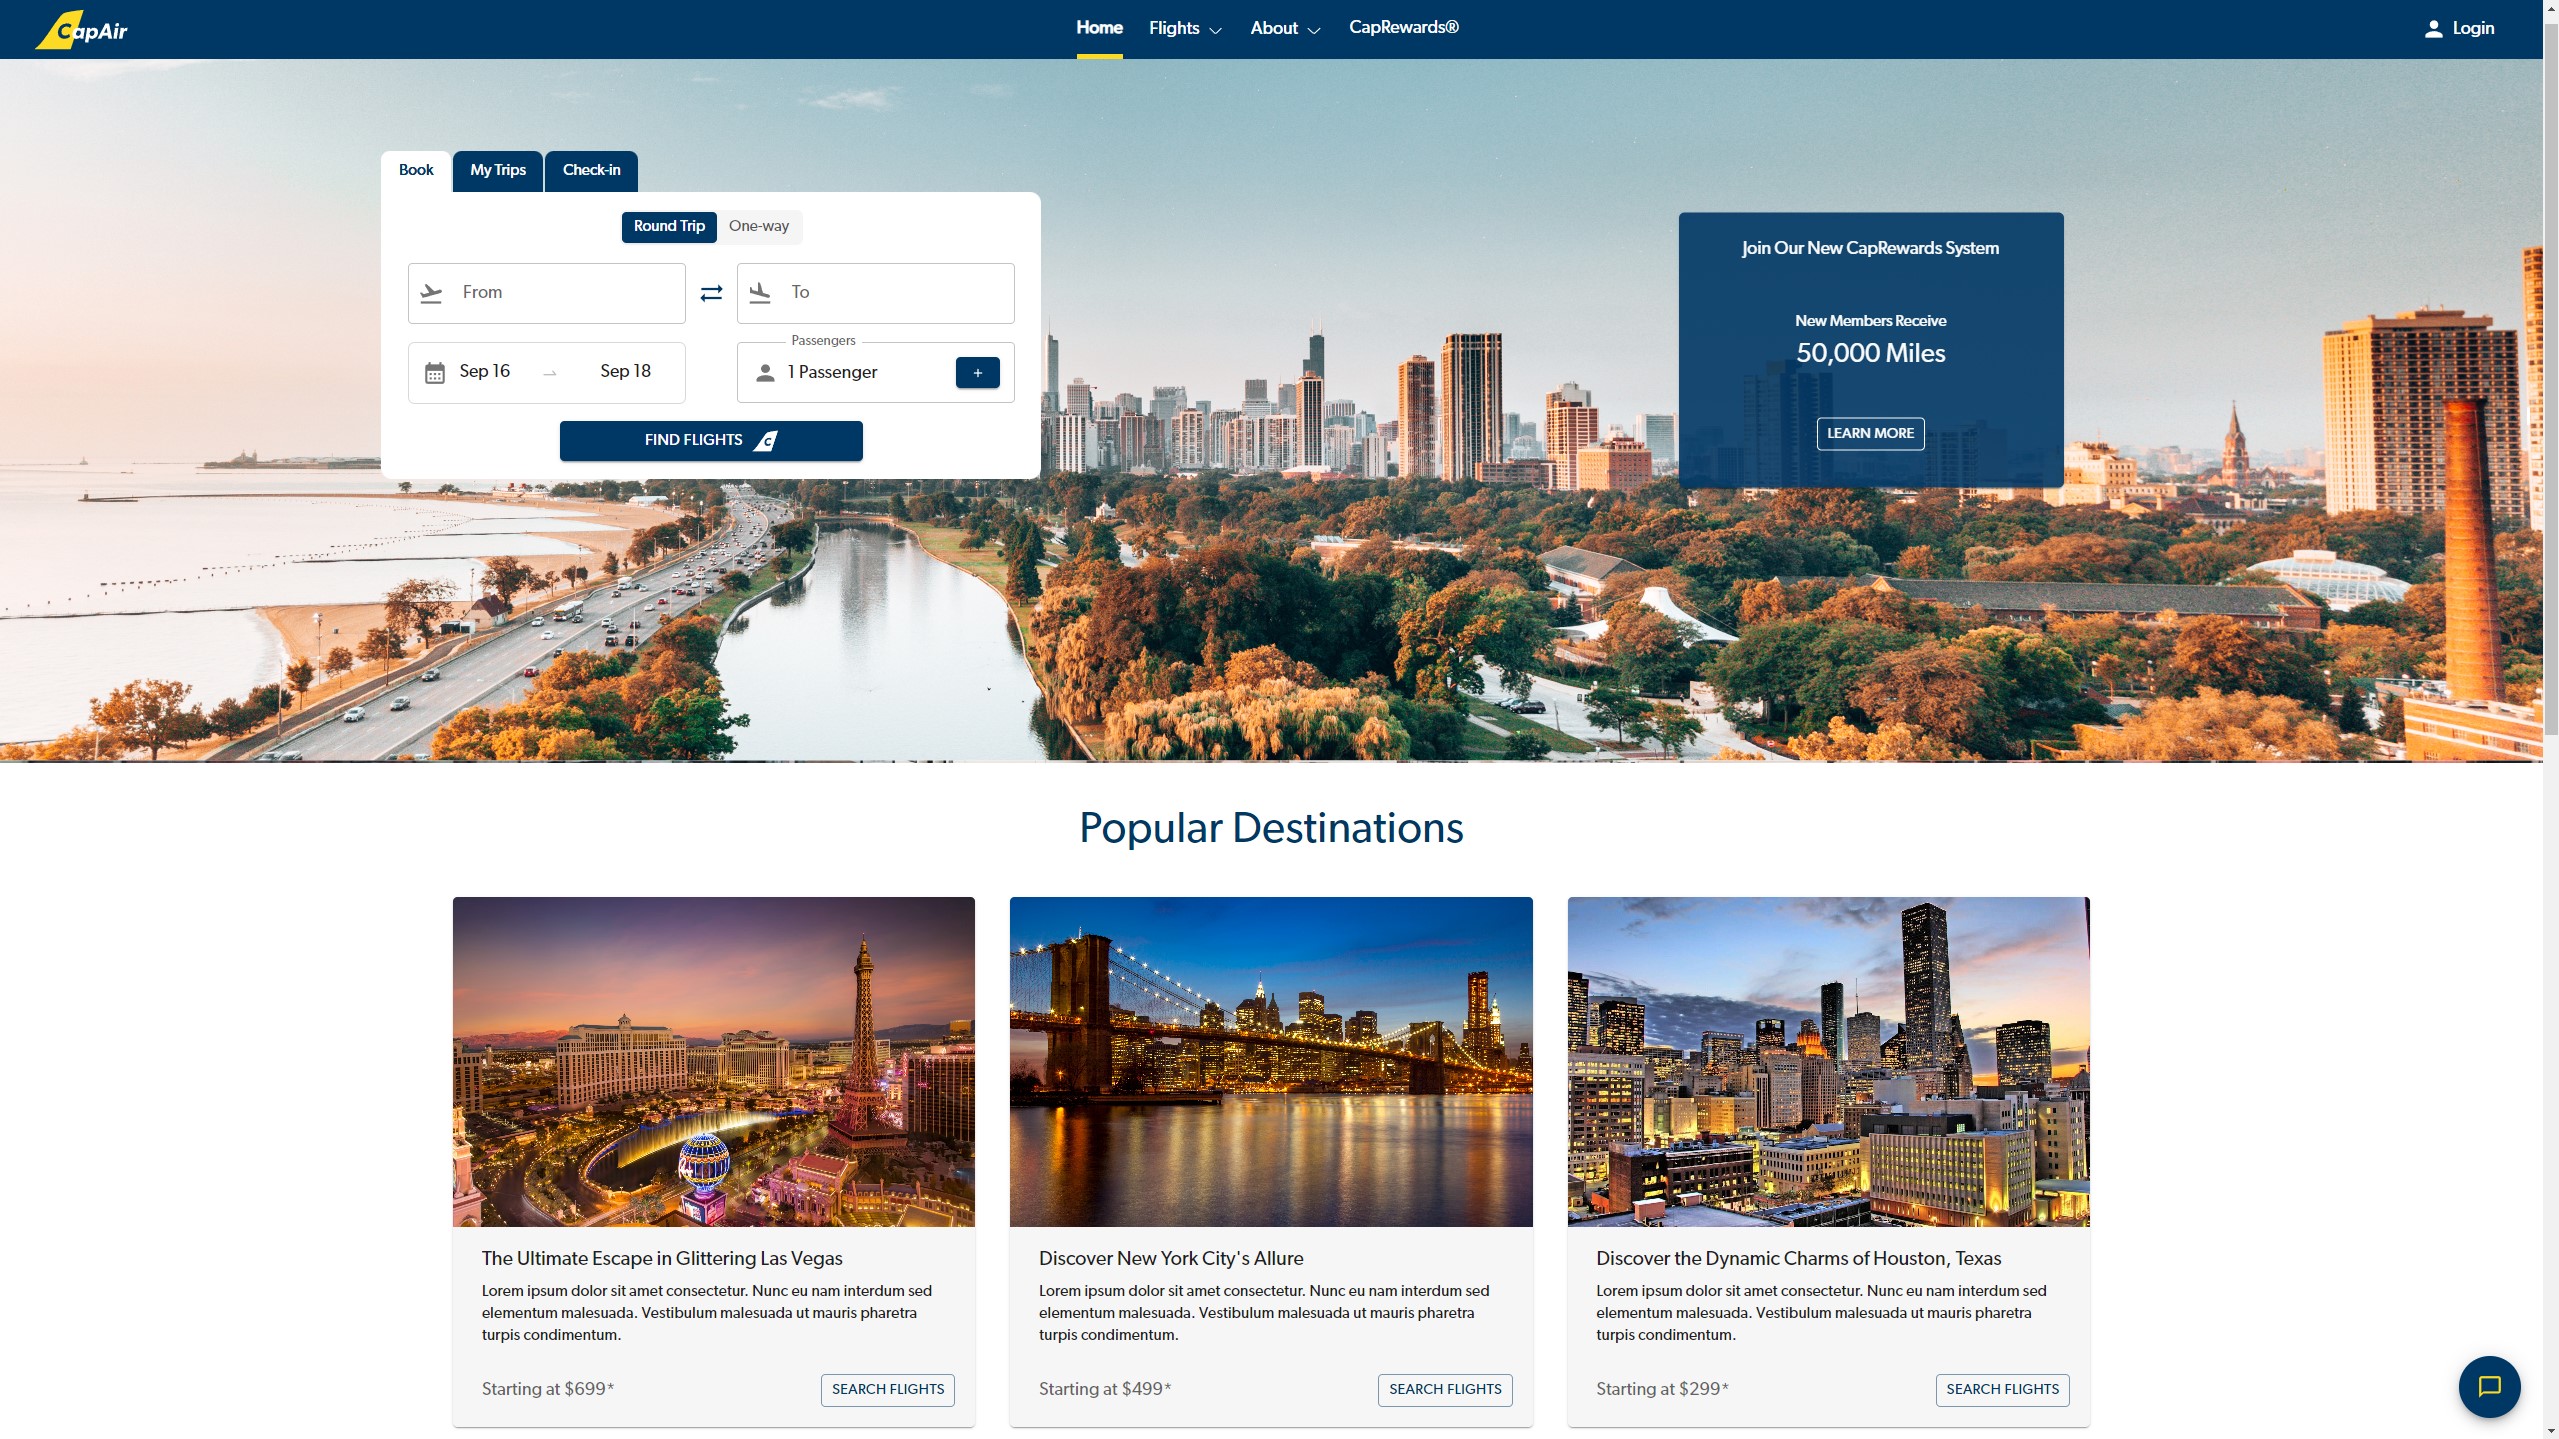 CapAir
Home
Flights
About
CapRewards®
Login
Book
My Trips
Check-in
Round Trip
One-way
From
To
Sep 16
Sep 18
Passengers
1 Passenger
+
FIND FLIGHTS
Join Our New CapRewards System
New Members Receive
50,000 Miles
LEARN MORE
Popular Destinations
The Ultimate Escape in Glittering Las Vegas
Lorem ipsum dolor sit amet consectetur. Nunc eu nam interdum sed
elementum malesuada. Vestibulum malesuada ut mauris pharetra
turpis condimentum.
Starting at $699*
SEARCH FLIGHTS
Discover New York City's Allure
Lorem ipsum dolor sit amet consectetur. Nunc eu nam interdum sed
elementum malesuada. Vestibulum malesuada ut mauris pharetra
turpis condimentum.
Starting at $499*
SEARCH FLIGHTS
Discover the Dynamic Charms of Houston, Texas
Lorem ipsum dolor sit amet consectetur. Nunc eu nam interdum sed
elementum malesuada. Vestibulum malesuada ut mauris pharetra
turpis condimentum.
Starting at $299*
SEARCH FLIGHTS